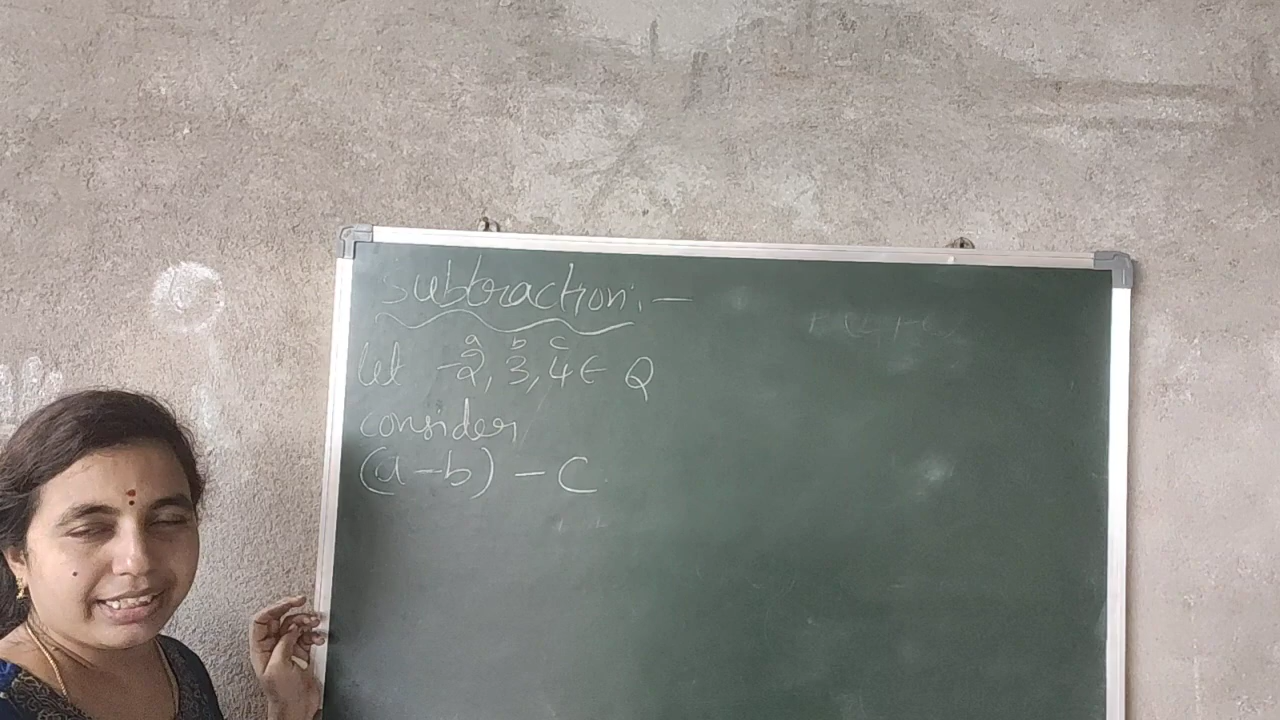 subtraction:-
a b c
let -2, 3, 4 ∈ Q
consider
(a-b) - C